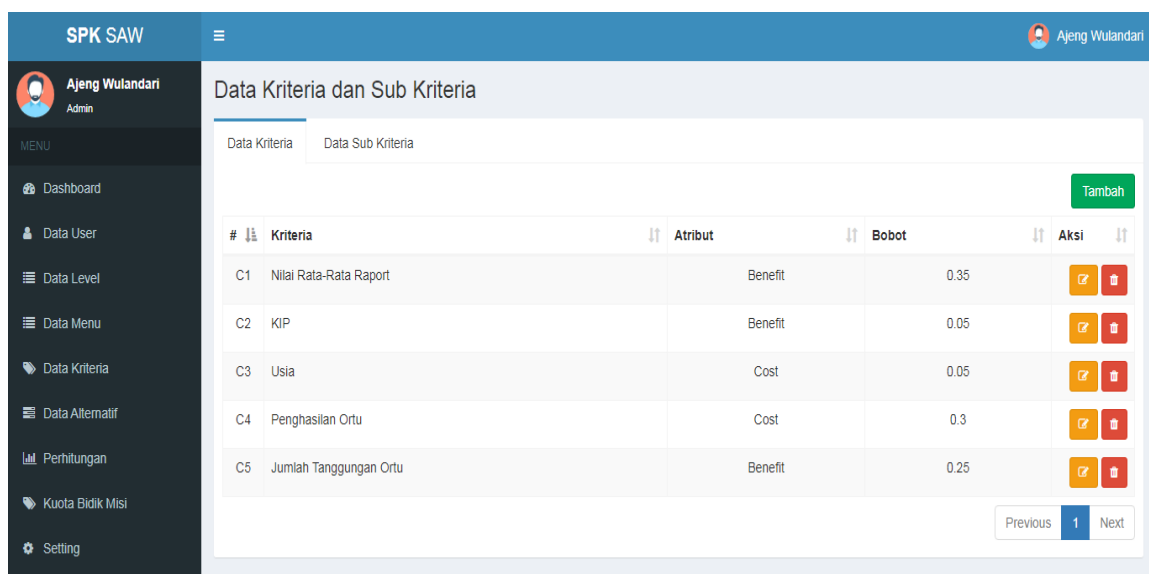 SPK SAW
Ajeng Wulandari
Ajeng Wulandari
Admin
MENU
Dashboard
Data User
Data Level
Data Menu
Data Kriteria
Data Alternatif
Perhitungan
Kuota Bidik Misi
Setting
Data Kriteria dan Sub Kriteria
Data Kriteria Data Sub Kriteria
Tambah
# Kriteria Atribut Bobot Aksi
C1 Nilai Rata-Rata Raport Benefit 0.35
C2 KIP Benefit 0.05
C3 Usia Cost 0.05
C4 Penghasilan Ortu Cost 0.3
C5 Jumlah Tanggungan Ortu Benefit 0.25
Previous 1 Next